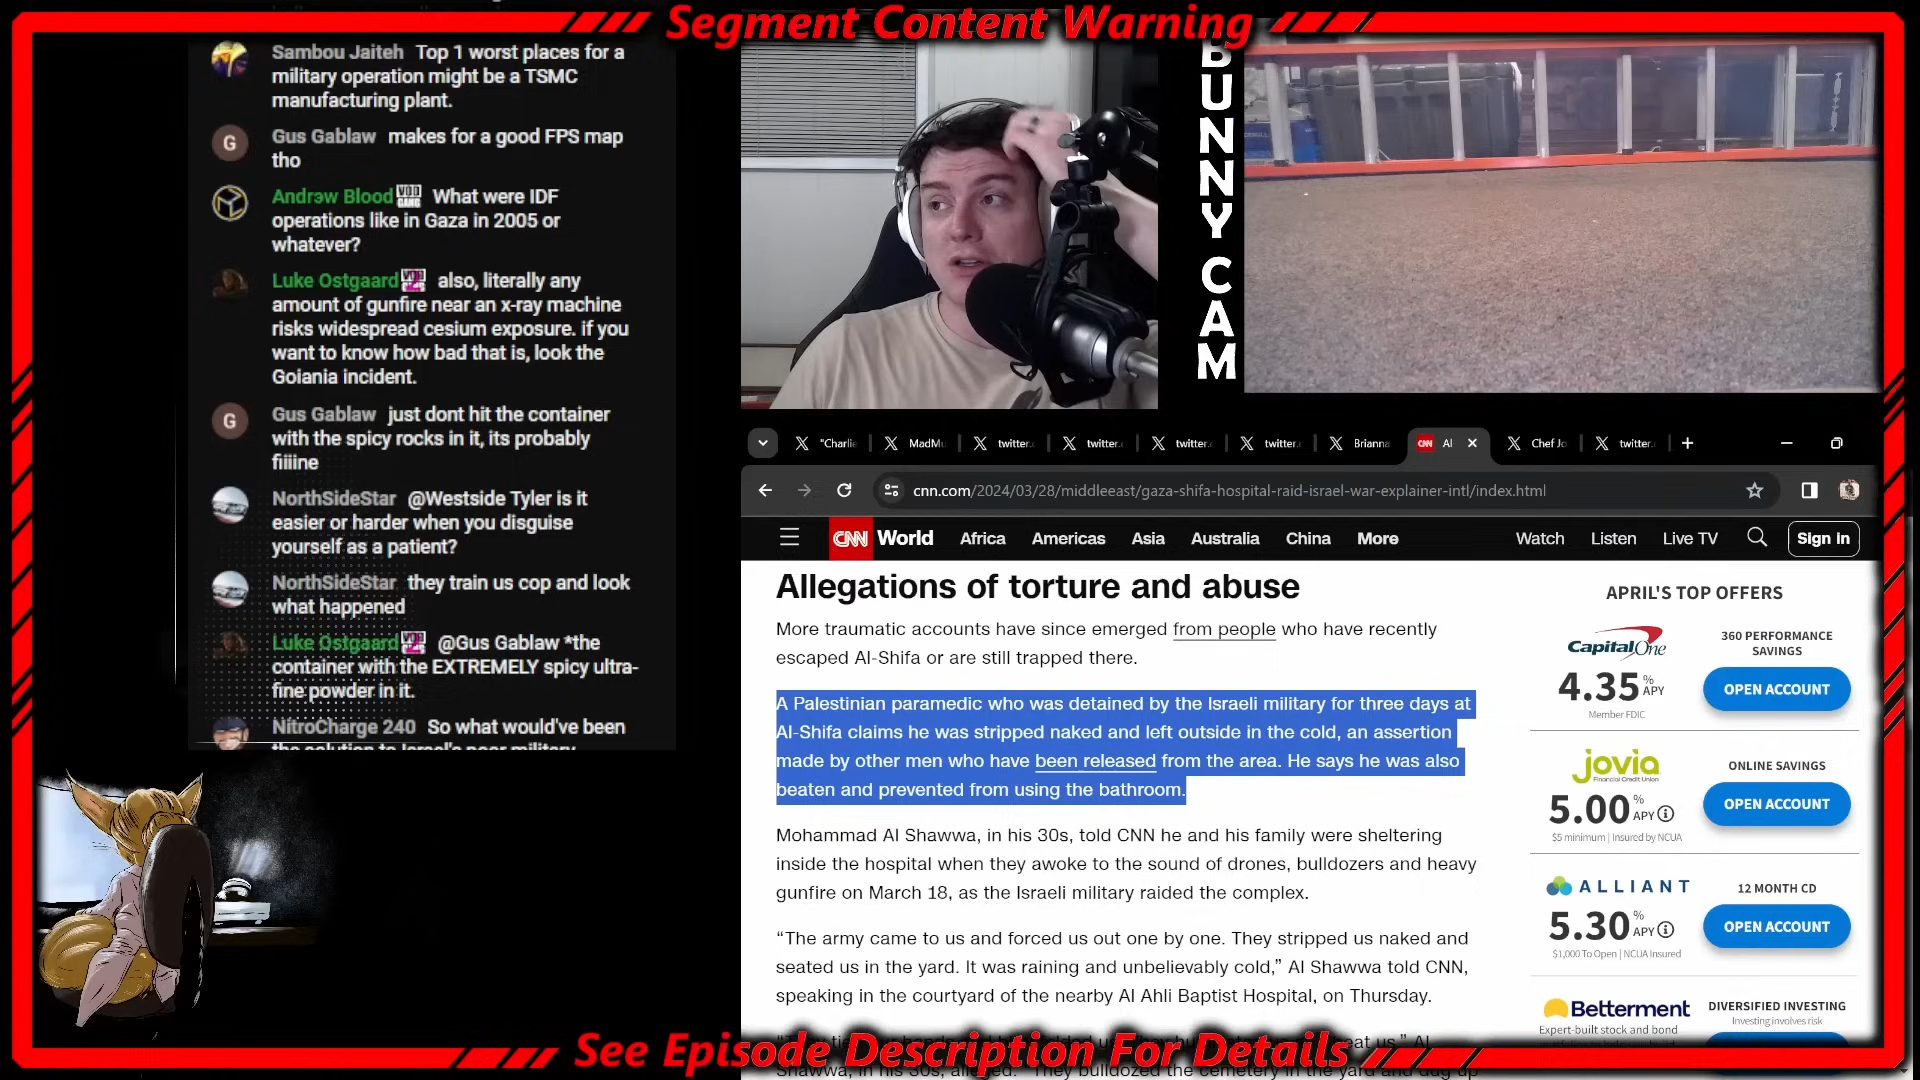 Segment Content Warning
Sambou Jaiteh Top 1 worst places for a
military operation might be a TSMC
manufacturing plant.
G
Gus Gablaw makes for a good FPS map
tho
Andrəw Blood VOD GANG What were IDF
operations like in Gaza in 2005 or
whatever?
Luke Ostgaard also, literally any
amount of gunfire near an x-ray machine
risks widespread cesium exposure. if you
want to know how bad that is, look the
Goiania incident.
G
Gus Gablaw just dont hit the container
with the spicy rocks in it, its probably
fiiiine
NorthSideStar @Westside Tyler is it
easier or harder when you disguise
yourself as a patient?
NorthSideStar they train us cop and look
what happened
Luke Ostgaard @Gus Gablaw *the
container with the EXTREMELY spicy ultra-
fine powder in it.
NitroCharge 240 So what would've been
BUNNY CAM
"Charlie
MadMu
twitter.
twitter.
twitter.
twitter.
Brianna
CNN Al
Chef Jo
twitter.
cnn.com/2024/03/28/middleeast/gaza-shifa-hospital-raid-israel-war-explainer-intl/index.html
CNN World Africa Americas Asia Australia China More Watch Listen Live TV Sign in
Allegations of torture and abuse
More traumatic accounts have since emerged from people who have recently
escaped Al-Shifa or are still trapped there.
A Palestinian paramedic who was detained by the Israeli military for three days at
Al-Shifa claims he was stripped naked and left outside in the cold, an assertion
made by other men who have been released from the area. He says he was also
beaten and prevented from using the bathroom.
Mohammad Al Shawwa, in his 30s, told CNN he and his family were sheltering
inside the hospital when they awoke to the sound of drones, bulldozers and heavy
gunfire on March 18, as the Israeli military raided the complex.
“The army came to us and forced us out one by one. They stripped us naked and
seated us in the yard. It was raining and unbelievably cold,” Al Shawwa told CNN,
speaking in the courtyard of the nearby Al Ahli Baptist Hospital, on Thursday.
APRIL'S TOP OFFERS
Capital One
4.35 % APY
Member FDIC
360 PERFORMANCE
SAVINGS
OPEN ACCOUNT
jovia
Financial Credit Union
5.00 % APY
$5 minimum | Insured by NCUA
ONLINE SAVINGS
OPEN ACCOUNT
ALLIANT
5.30 % APY
$1,000 To Open | NCUA Insured
12 MONTH CD
OPEN ACCOUNT
Betterment
Expert-built stock and bond
DIVERSIFIED INVESTING
Investing involves risk
See Episode Description For Details